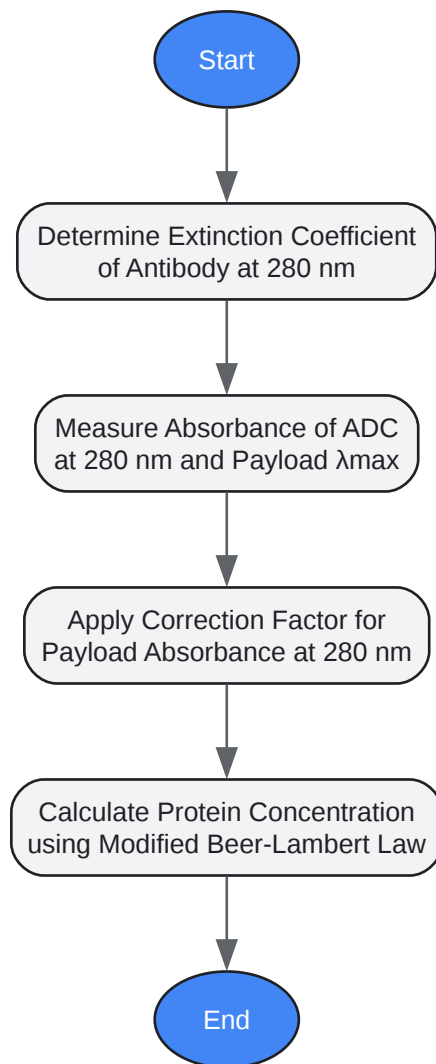 Start
Determine Extinction Coefficient
of Antibody at 280 nm
Measure Absorbance of ADC
at 280 nm and Payload λmax
Apply Correction Factor for
Payload Absorbance at 280 nm
Calculate Protein Concentration
using Modified Beer-Lambert Law
End